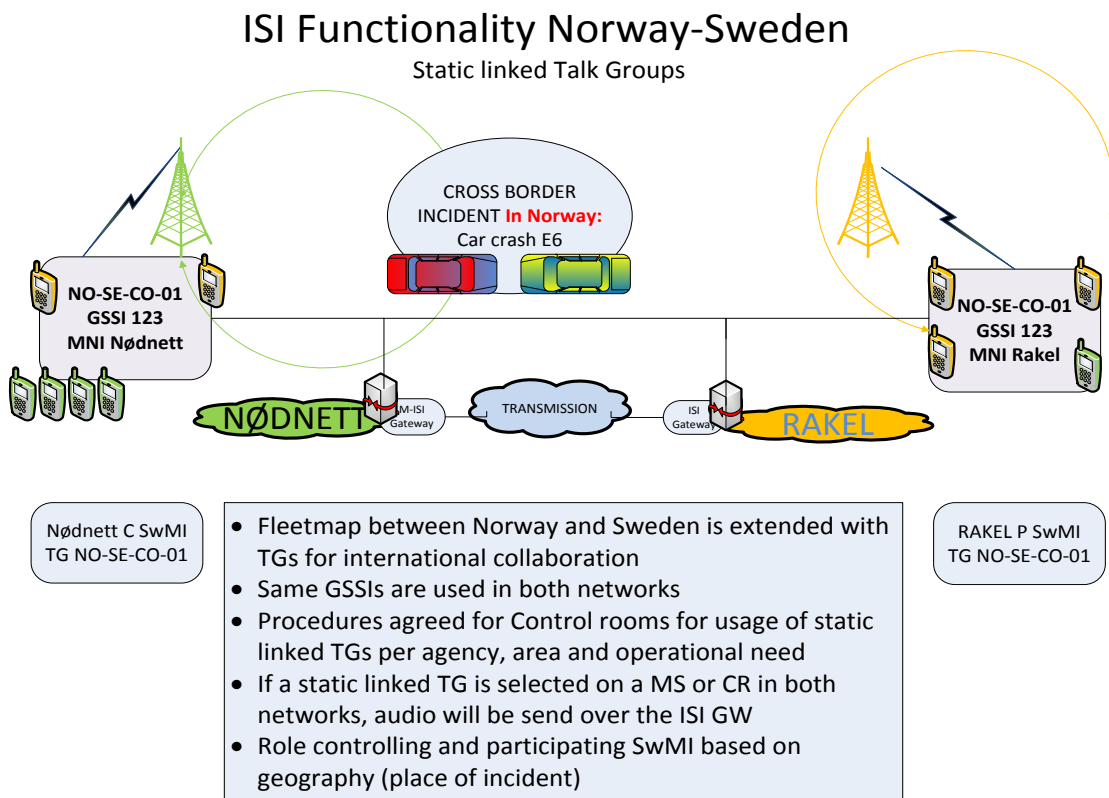 ISI Functionality Norway-Sweden
Static linked Talk Groups
CROSS BORDER
INCIDENT In Norway:
Car crash E6
NO-SE-CO-01
GSSI 123
MNI Nødnett
NO-SE-CO-01
GSSI 123
MNI Rakel
NØDNETT
M-ISI
Gateway
TRANSMISSION
ISI
Gateway
RAKEL
Nødnett C SwMI
TG NO-SE-CO-01
• Fleetmap between Norway and Sweden is extended with
TGs for international collaboration
• Same GSSIs are used in both networks
• Procedures agreed for Control rooms for usage of static
linked TGs per agency, area and operational need
• If a static linked TG is selected on a MS or CR in both
networks, audio will be send over the ISI GW
• Role controlling and participating SwMI based on
geography (place of incident)
RAKEL P SwMI
TG NO-SE-CO-01